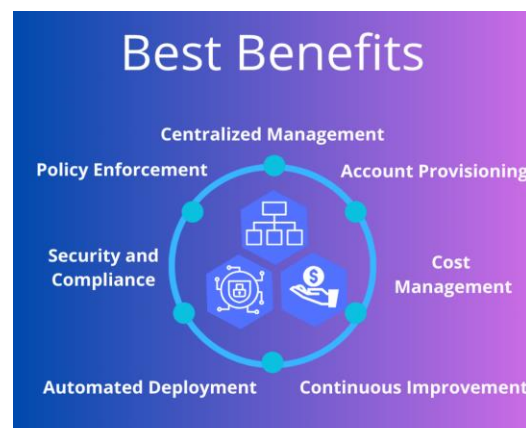 Best Benefits
Centralized Management
Policy Enforcement
Account Provisioning
Security and
Compliance
Cost
Management
Automated Deployment
Continuous Improvement
$